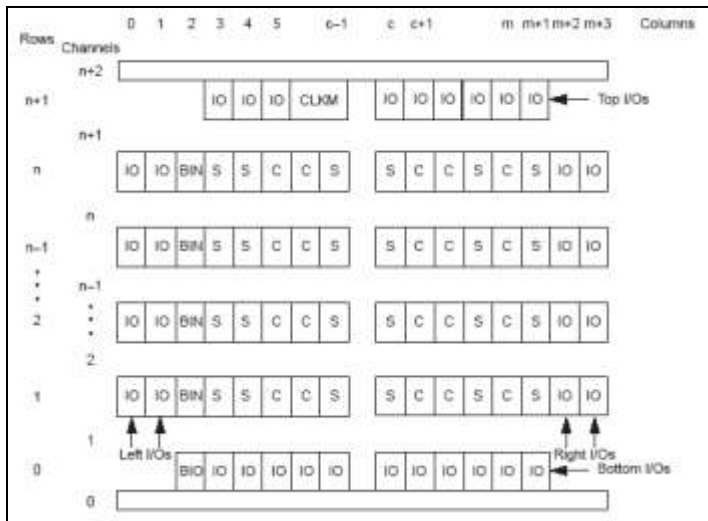 0 1 2 3 4 5 c–1 c c+1 m m+1 m+2 m+3 Columns
Rows Channels
n+2
n+1 IO IO IO CLKM IO IO IO IO IO IO Top I/Os
n+1
n IO IO BIN S S C C S S C C S C S IO IO
n
n–1 IO IO BIN S S C C S S C C S C S IO IO
n–1
2 IO IO BIN S S C C S S C C S C S IO IO
2
1 IO IO BIN S S C C S S C C S C S IO IO
1 Left I/Os Right I/Os
0 BIO IO IO IO IO IO IO IO IO IO IO IO Bottom I/Os
0